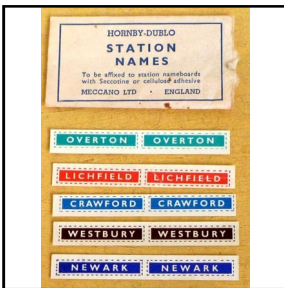 HORNBY-DUBLO
STATION
NAMES
To be affixed to station nameboards
with Seccotine or cellulose adhesive
MECCANO LTD · ENGLAND
OVERTON OVERTON
LICHFIELD LICHFIELD
CRAWFORD CRAWFORD
WESTBURY WESTBURY
NEWARK NEWARK